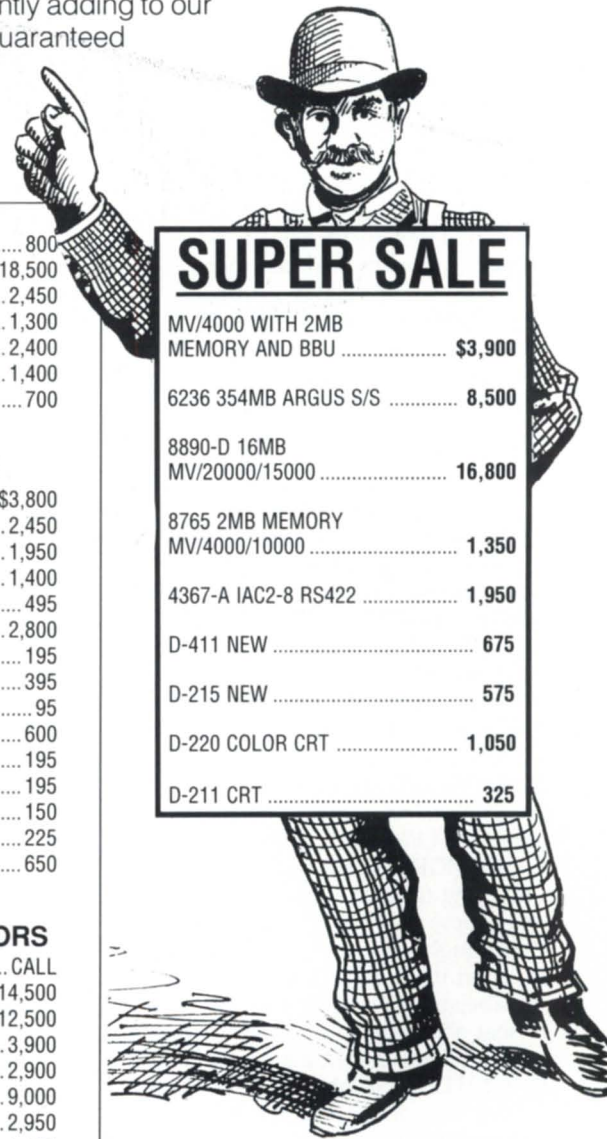 ntly adding to our
uaranteed
800
18,500
2,450
1,300
2,400
1,400
700
$3,800
2,450
1,950
1,400
495
2,800
195
395
95
600
195
195
150
225
650
ORS
CALL
14,500
12,500
3,900
2,900
9,000
2,950
SUPER SALE
MV/4000 WITH 2MB
MEMORY AND BBU .................. $3,900
6236 354MB ARGUS S/S ............ 8,500
8890-D 16MB
MV/20000/15000 ...................... 16,800
8765 2MB MEMORY
MV/4000/10000 ......................... 1,350
4367-A IAC2-8 RS422 ................ 1,950
D-411 NEW ................................. 675
D-215 NEW ................................. 575
D-220 COLOR CRT ..................... 1,050
D-211 CRT .................................. 325